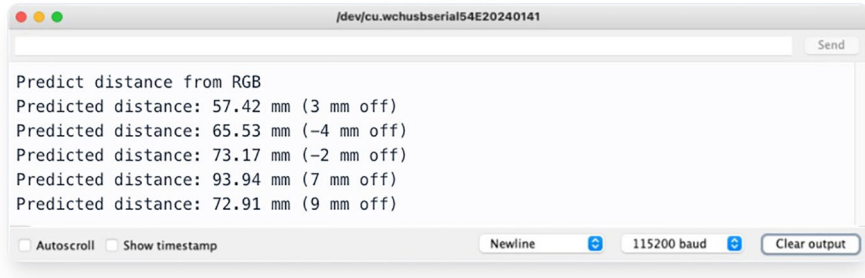 /dev/cu.wchusbserial54E20240141
Send
Predict distance from RGB
Predicted distance: 57.42 mm (3 mm off)
Predicted distance: 65.53 mm (-4 mm off)
Predicted distance: 73.17 mm (-2 mm off)
Predicted distance: 93.94 mm (7 mm off)
Predicted distance: 72.91 mm (9 mm off)
Autoscroll Show timestamp Newline 115200 baud Clear output